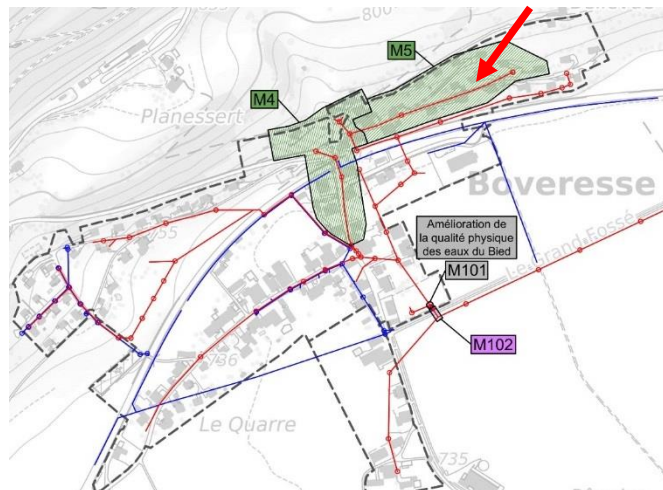 800
M5
M4
Planessert
Boveresse
Amélioration de
la qualité physique
des eaux du Bied
Le Grand Fossé
M101
M102
755
736
Le Quarre
735